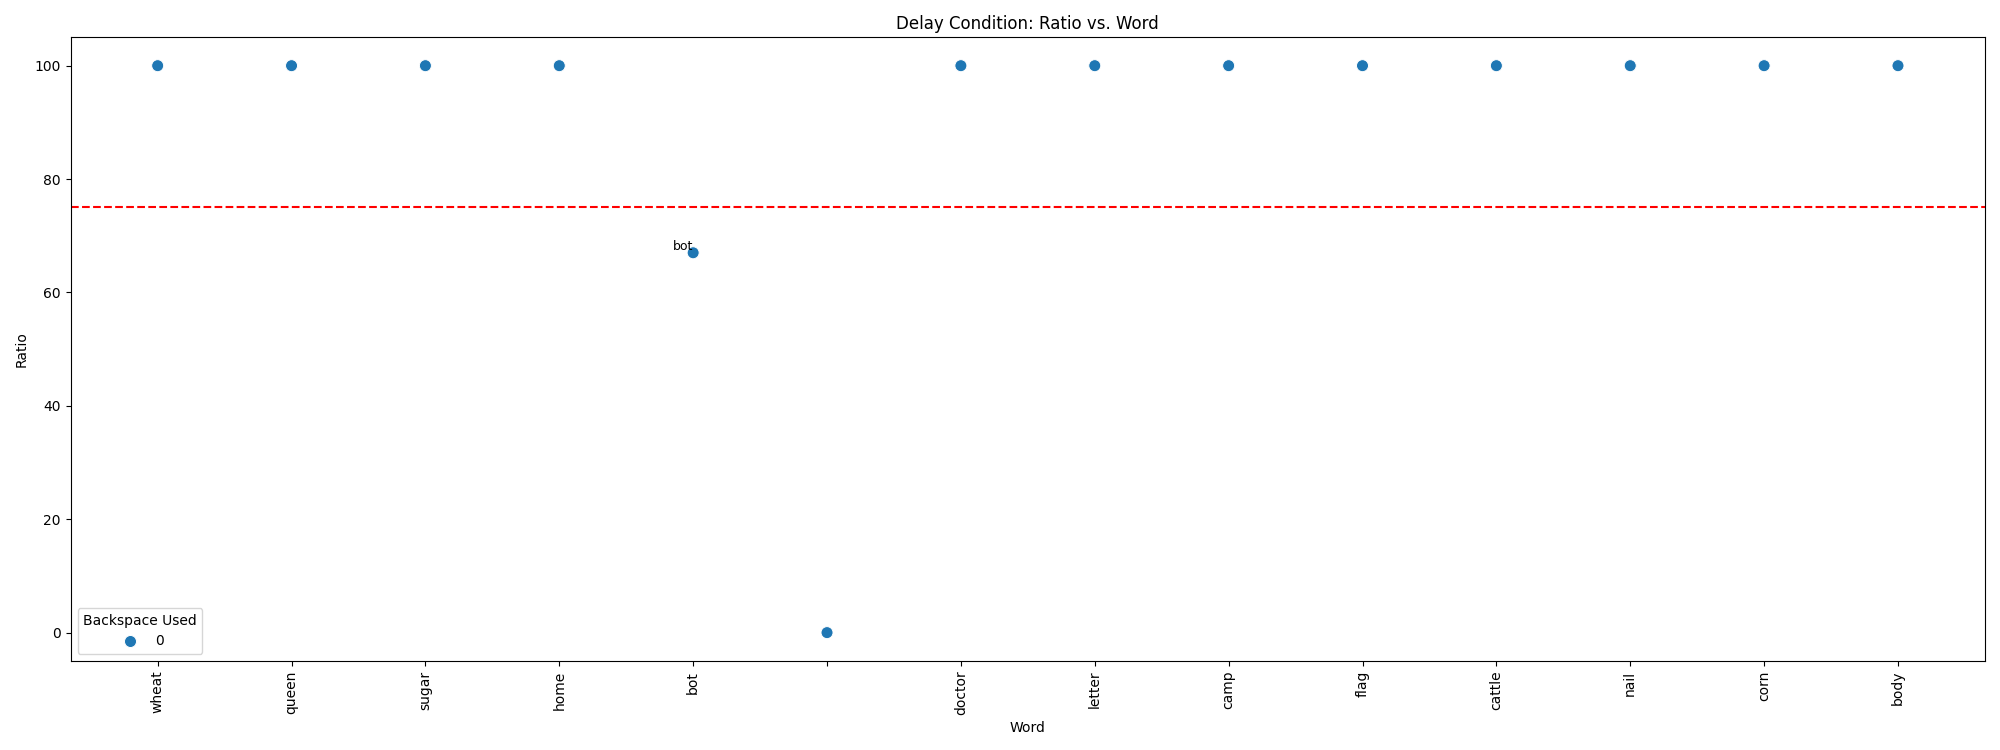 Delay Condition: Ratio vs. Word
Ratio
100
80
60
40
20
0
bot
Backspace Used
0
wheat
queen
sugar
home
bot
doctor
letter
camp
flag
cattle
nail
corn
body
Word